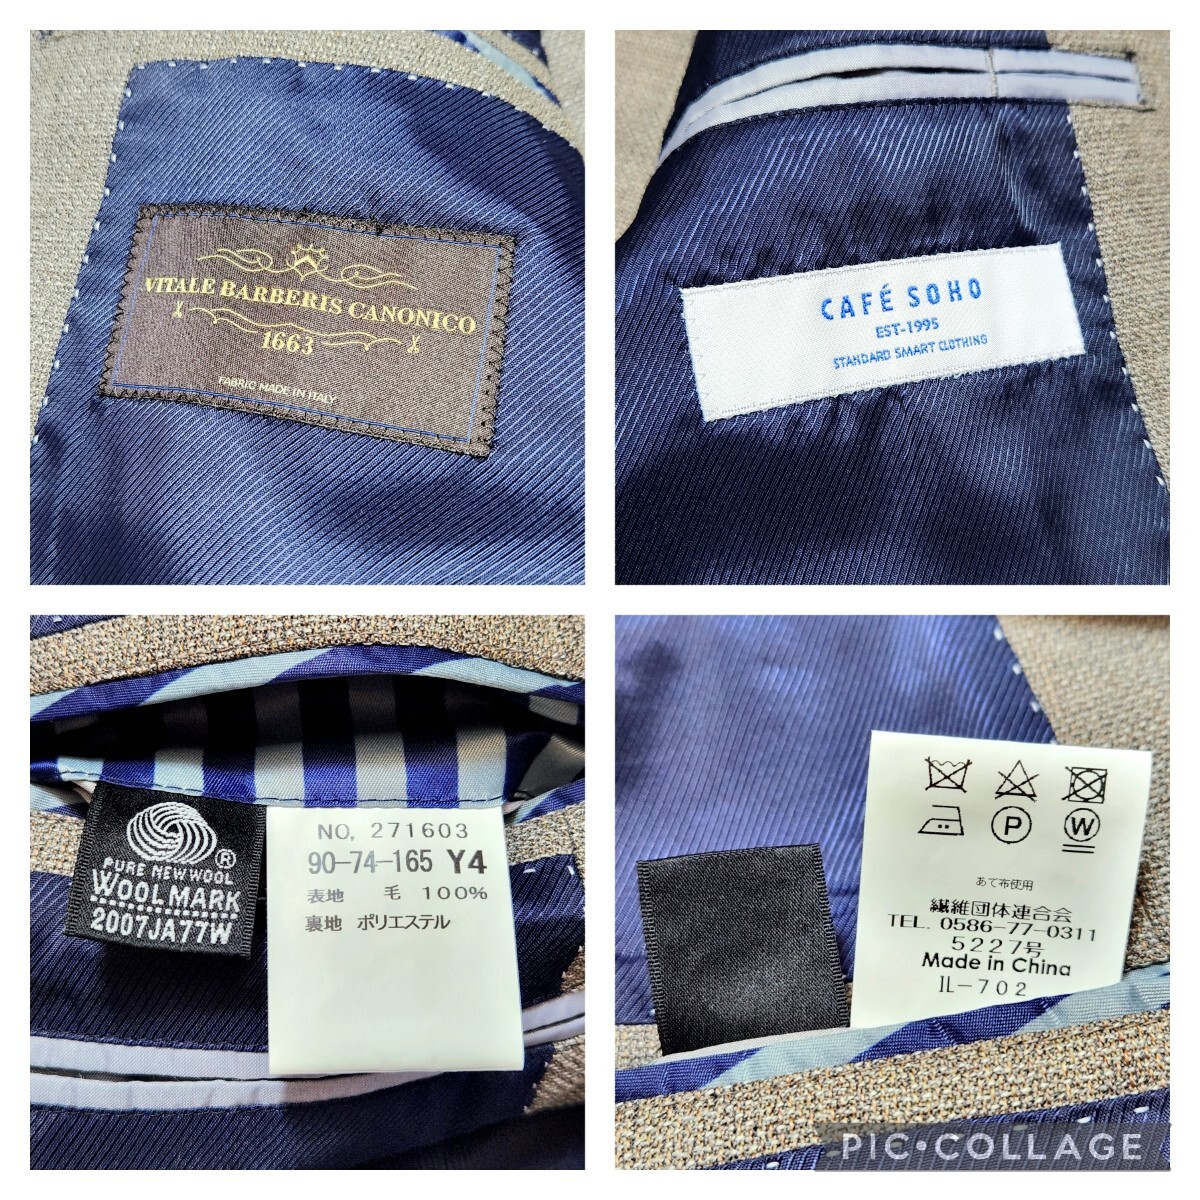 VITALE BARBERIS CANONICO
1663
FABRIC MADE IN ITALY
CAFÉ SOHO
EST-1995
STANDARD SMART CLOTHING
PURE NEW WOOL
WOOLMARK
2007JA77W
®
NO, 271603
90-74-165 Y4
表地 毛 100%
裏地 ポリエステル
P W
あて布使用
繊維団体連合会
TEL. 0586-77-0311
5227号
Made in China
IL-702
PIC•COLLAGE